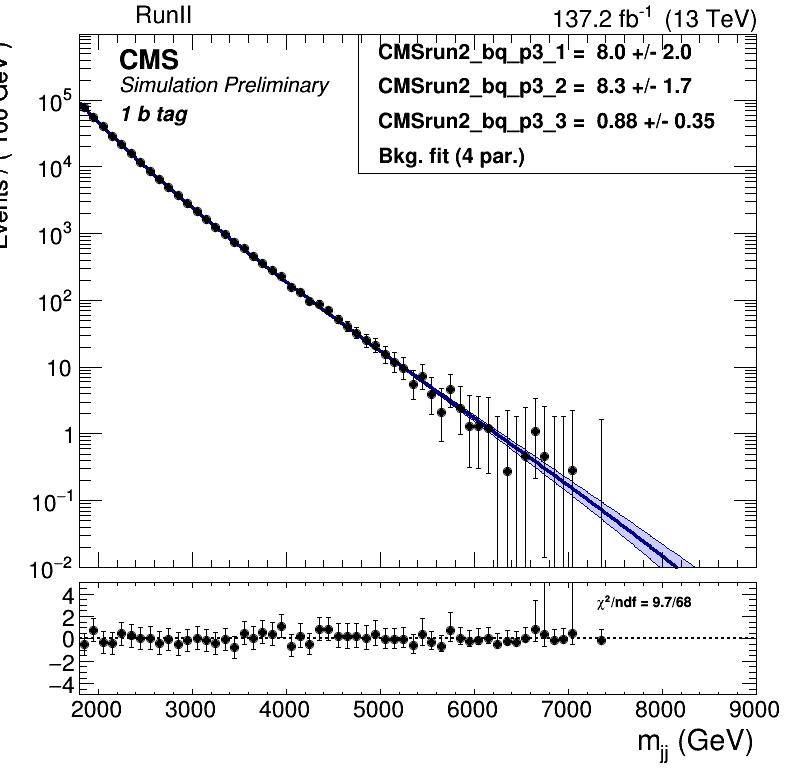 RunII
137.2 fb⁻¹ (13 TeV)
CMS
Simulation Preliminary
1 b tag
CMSrun2_bq_p3_1 = 8.0 +/- 2.0
CMSrun2_bq_p3_2 = 8.3 +/- 1.7
CMSrun2_bq_p3_3 = 0.88 +/- 0.35
Bkg. fit (4 par.)
10⁵
10⁴
10³
10²
10
1
10⁻¹
10⁻²
χ²/ndf = 9.7/68
4
2
0
−2
−4
2000 3000 4000 5000 6000 7000 8000 9000
m_jj (GeV)